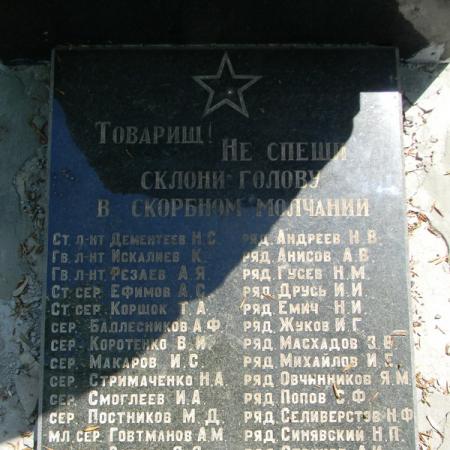 Товарищ! Не спеши
склони голову
в скорбном молчании
Ст. л-нт Дементеев Н.С. ряд. Андреев Н.В.
Гв. л-нт Искалиев К. ряд. Анисов А.В.
Гв. л-нт Резаев А.Я. ряд. Гусев Н.М.
Ст. сер. Ефимов А.С. ряд. Друсь И.И.
Ст. сер. Коршок Т.А. ряд. Емич Н.И.
сер. Баллесников А.Ф. ряд. Жуков И.Г.
сер. Коротенко В.И. ряд. Масхадов З.В.
сер. Макаров И.С. ряд. Михайлов И.Е.
сер. Стримаченко Н.А. ряд. Овчынников Я.М.
сер. Смоглеев И.А. ряд. Попов Е.Ф.
сер. Постников М.Д. ряд. Селиверстэв Н.Ф.
мл. сер. Говтманов А.М. ряд. Синявский Н.П.